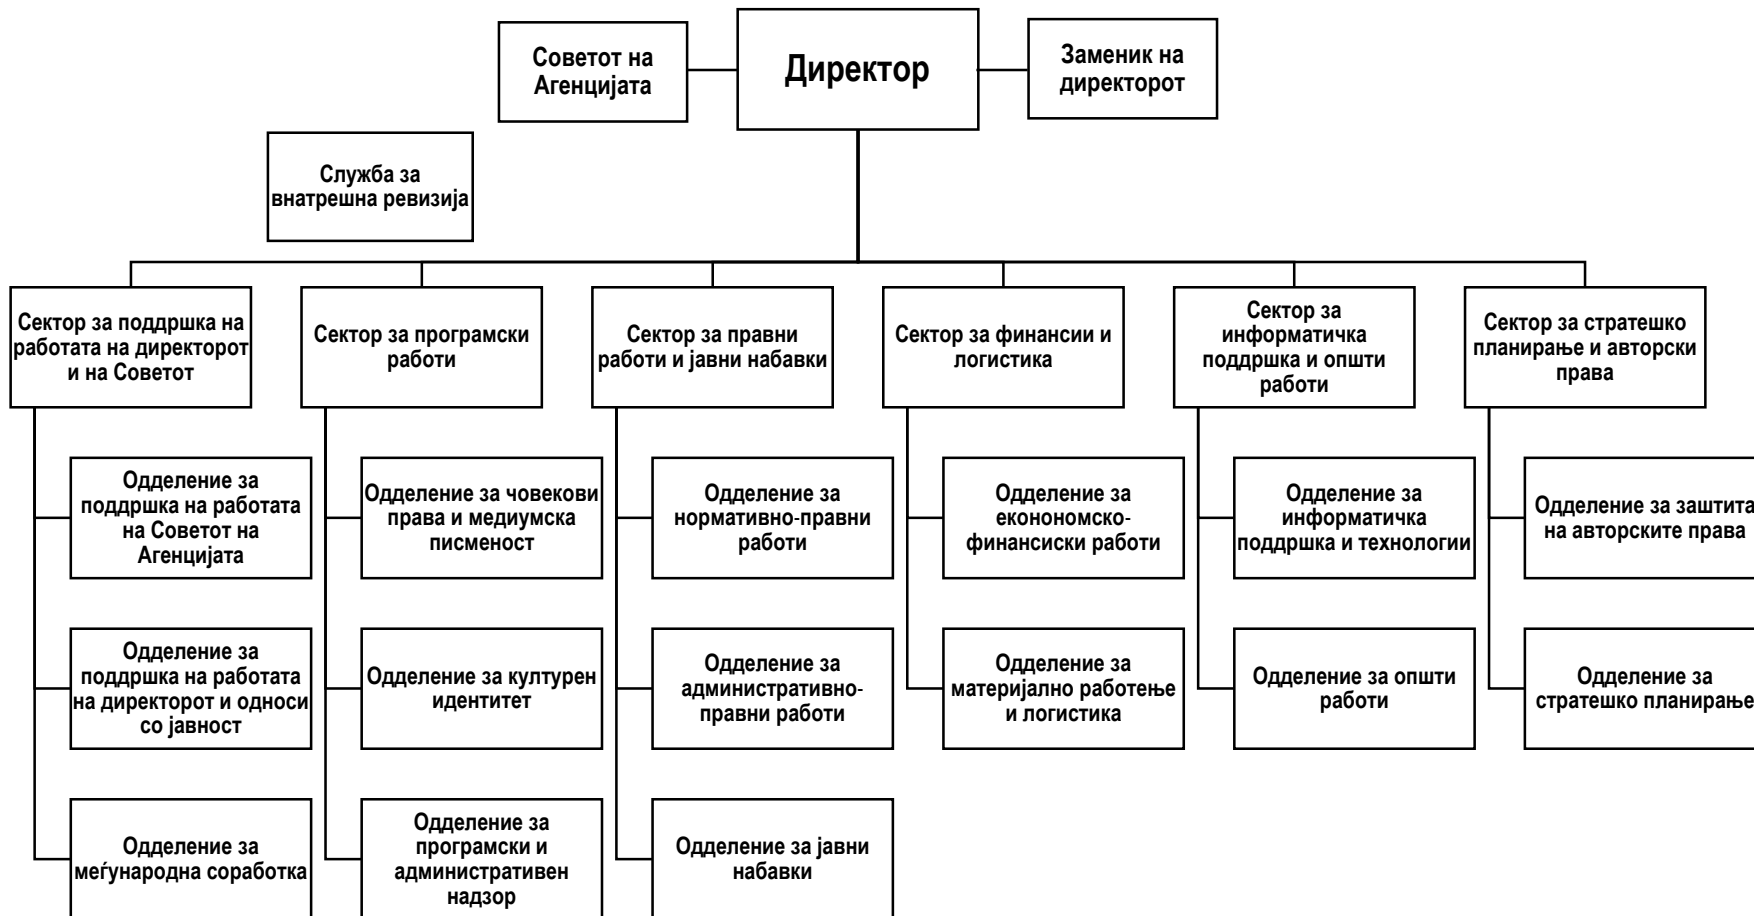 Советот на
Агенцијата
Директор
Заменик на
директорот
Служба за
внатрешна ревизија
Сектор за поддршка на
работата на директорот
и на Советот
Сектор за програмски
работи
Сектор за правни
работи и јавни набавки
Сектор за финансии и
логистика
Сектор за
информатичка
поддршка и општи
работи
Сектор за стратешко
планирање и авторски
права
Одделение за
поддршка на работата
на Советот на
Агенцијата
Одделение за човекови
права и медиумска
писменост
Одделение за
нормативно-правни
работи
Одделение за
екпономско-
финансиски работи
Одделение за
информатичка
поддршка и технологии
Одделение за заштита
на авторските права
Одделение за
поддршка на работата
на директорот и односи
со јавност
Одделение за културен
идентитет
Одделение за
административно-
правни работи
Одделение за
материјално работење
и логистика
Одделение за општи
работи
Одделение за
стратешко планирање
Одделение за
меѓународна соработка
Одделение за
програмски и
административен
надзор
Одделение за јавни
набавки